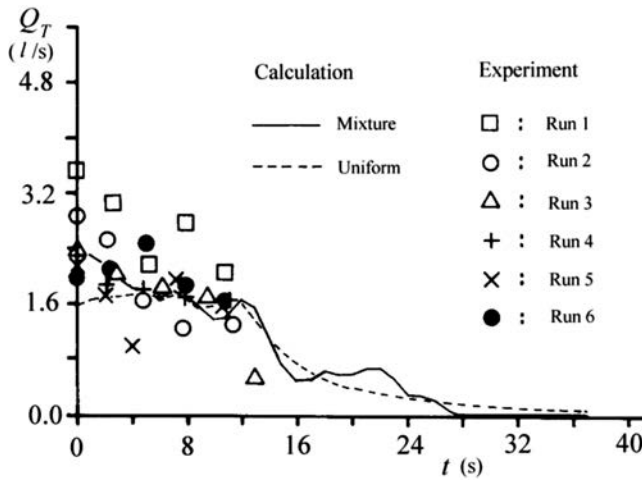 Q_T
(l/s)
4.8
3.2
1.6
0.0
0
8
16
24
32
40
t (s)
Calculation
Mixture
Uniform
Experiment
: Run 1
: Run 2
: Run 3
: Run 4
: Run 5
: Run 6